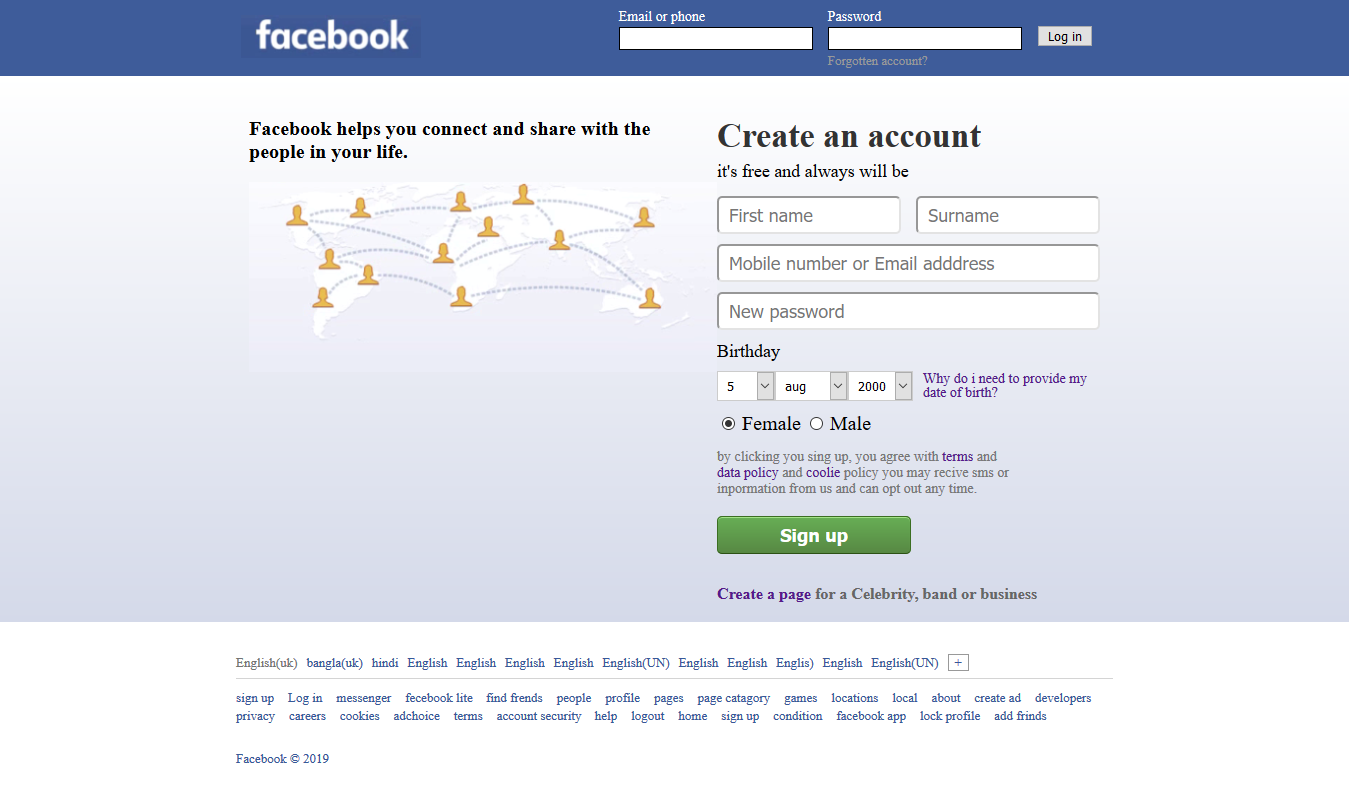 facebook
Email or phone
Password
Log in
Forgotten account?
Facebook helps you connect and share with the
people in your life.
Create an account
it's free and always will be
First name
Surname
Mobile number or Email adddress
New password
Birthday
5
aug
2000
Why do i need to provide my
date of birth?
Female
Male
by clicking you sing up, you agree with terms and
data policy and coolie policy you may recive sms or
inpormation from us and can opt out any time.
Sign up
Create a page for a Celebrity, band or business
English(uk) bangla(uk) hindi English English English English English(UN) English English Englis) English English(UN) +
sign up Log in messenger fecebook lite find frends people profile pages page catagory games locations local about create ad developers
privacy careers cookies adchoice terms account security help logout home sign up condition facebook app lock profile add frinds
Facebook © 2019